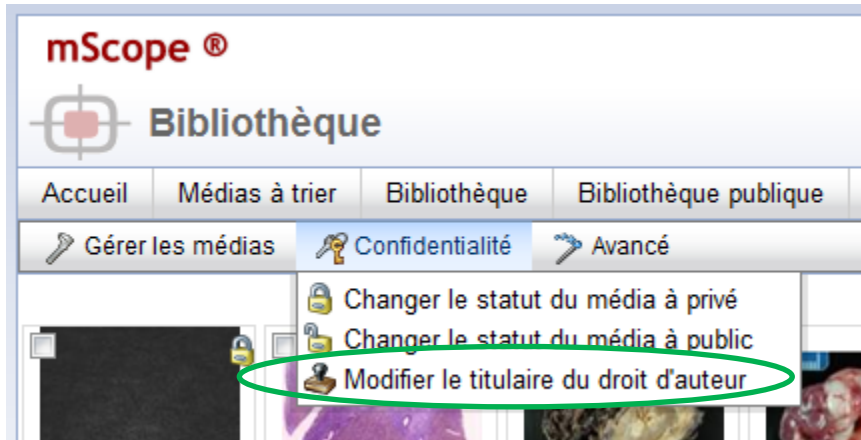 mScope ®
Bibliothèque
Accueil Médias à trier Bibliothèque Bibliothèque publique
Gérer les médias Confidentialité Avancé
Changer le statut du média à privé
Changer le statut du média à public
Modifier le titulaire du droit d'auteur